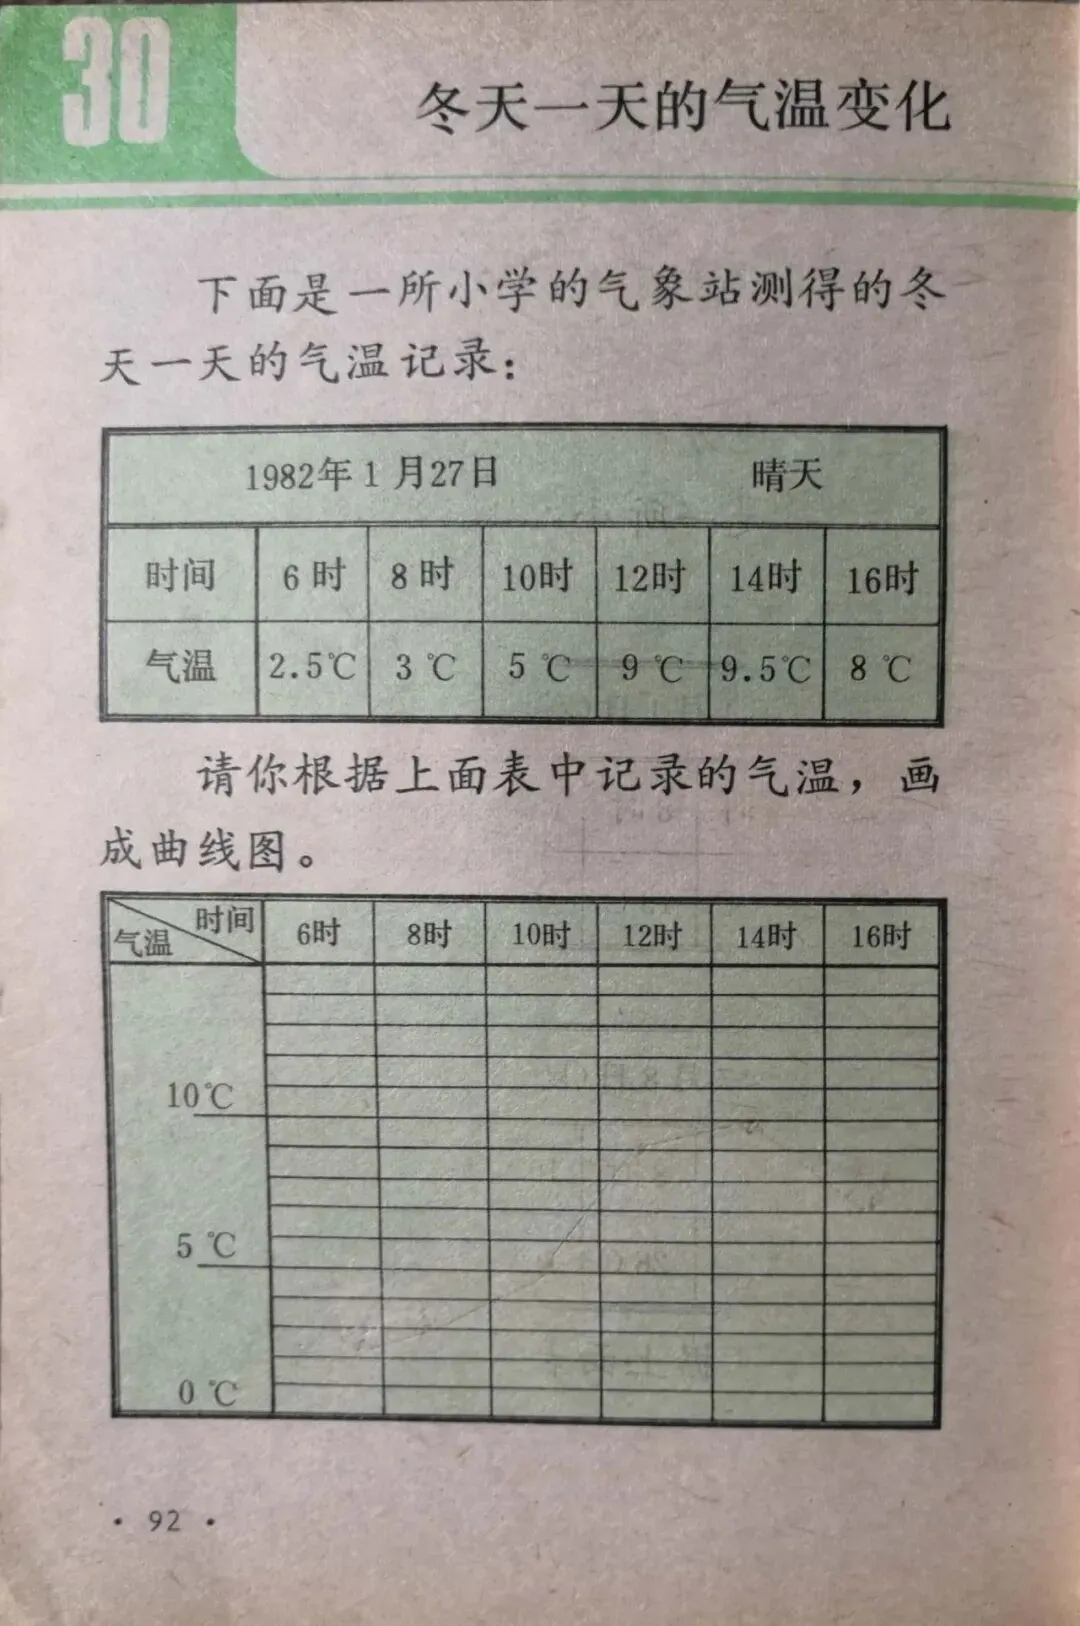 30
冬天一天的气温变化
下面是一所小学的气象站测得的冬
天一天的气温记录：
1982年1月27日 晴天
时间 6时 8时 10时 12时 14时 16时
气温 2.5℃ 3℃ 5℃ 9℃ 9.5℃ 8℃
请你根据上面表中记录的气温，画
成曲线图。
时间 6时 8时 10时 12时 14时 16时
气温
10℃
5℃
0℃
·92·